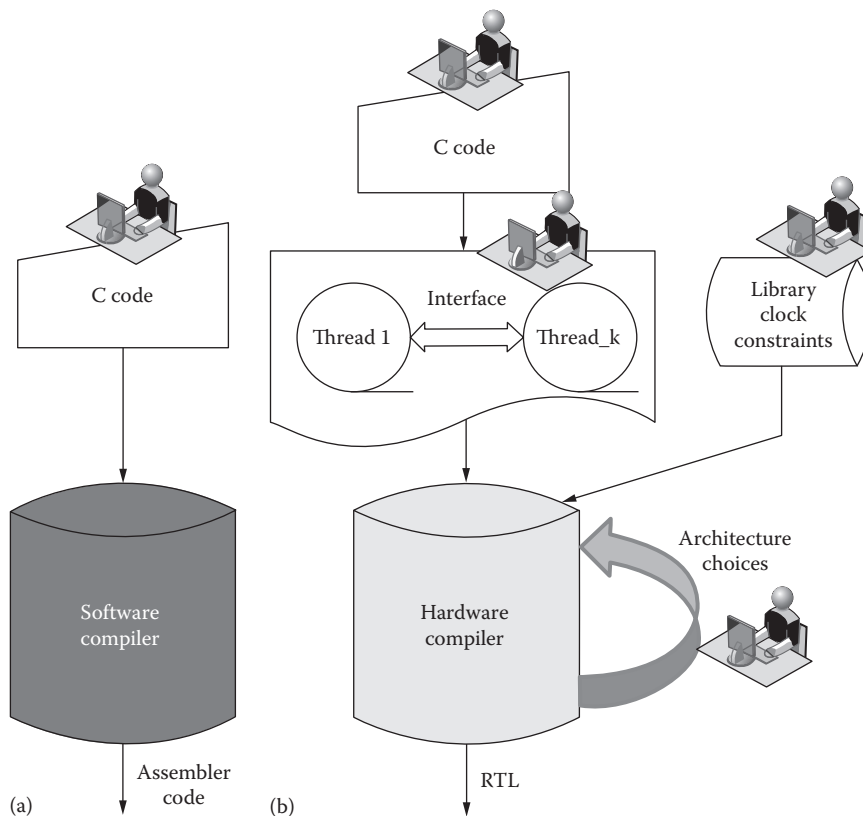 C code
Software
compiler
Assembler
code
(a)
C code
Interface
Thread 1
Thread_k
Library
clock
constraints
Hardware
compiler
Architecture
choices
RTL
(b)